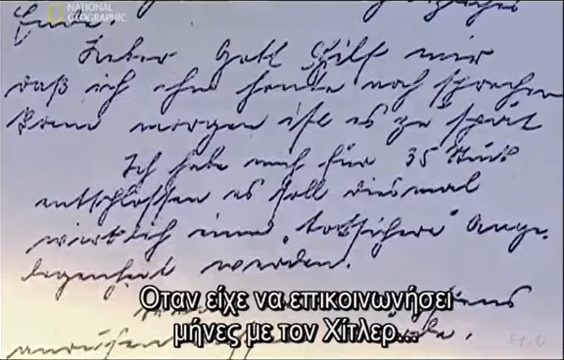 NATIONAL
GEOGRAPHIC
Ende
Lieber Gott hilf mir
daß ich ihn heute noch sprechen
kann morgen ist es zu spät
Ich habe mich für 35 Stück
entschlossen es soll diesmal
wirklich eine „totsichere" Ange-
legenheit werden.
Όταν είχε να επικοινωνήσει
μήνες με τον Χίτλερ...